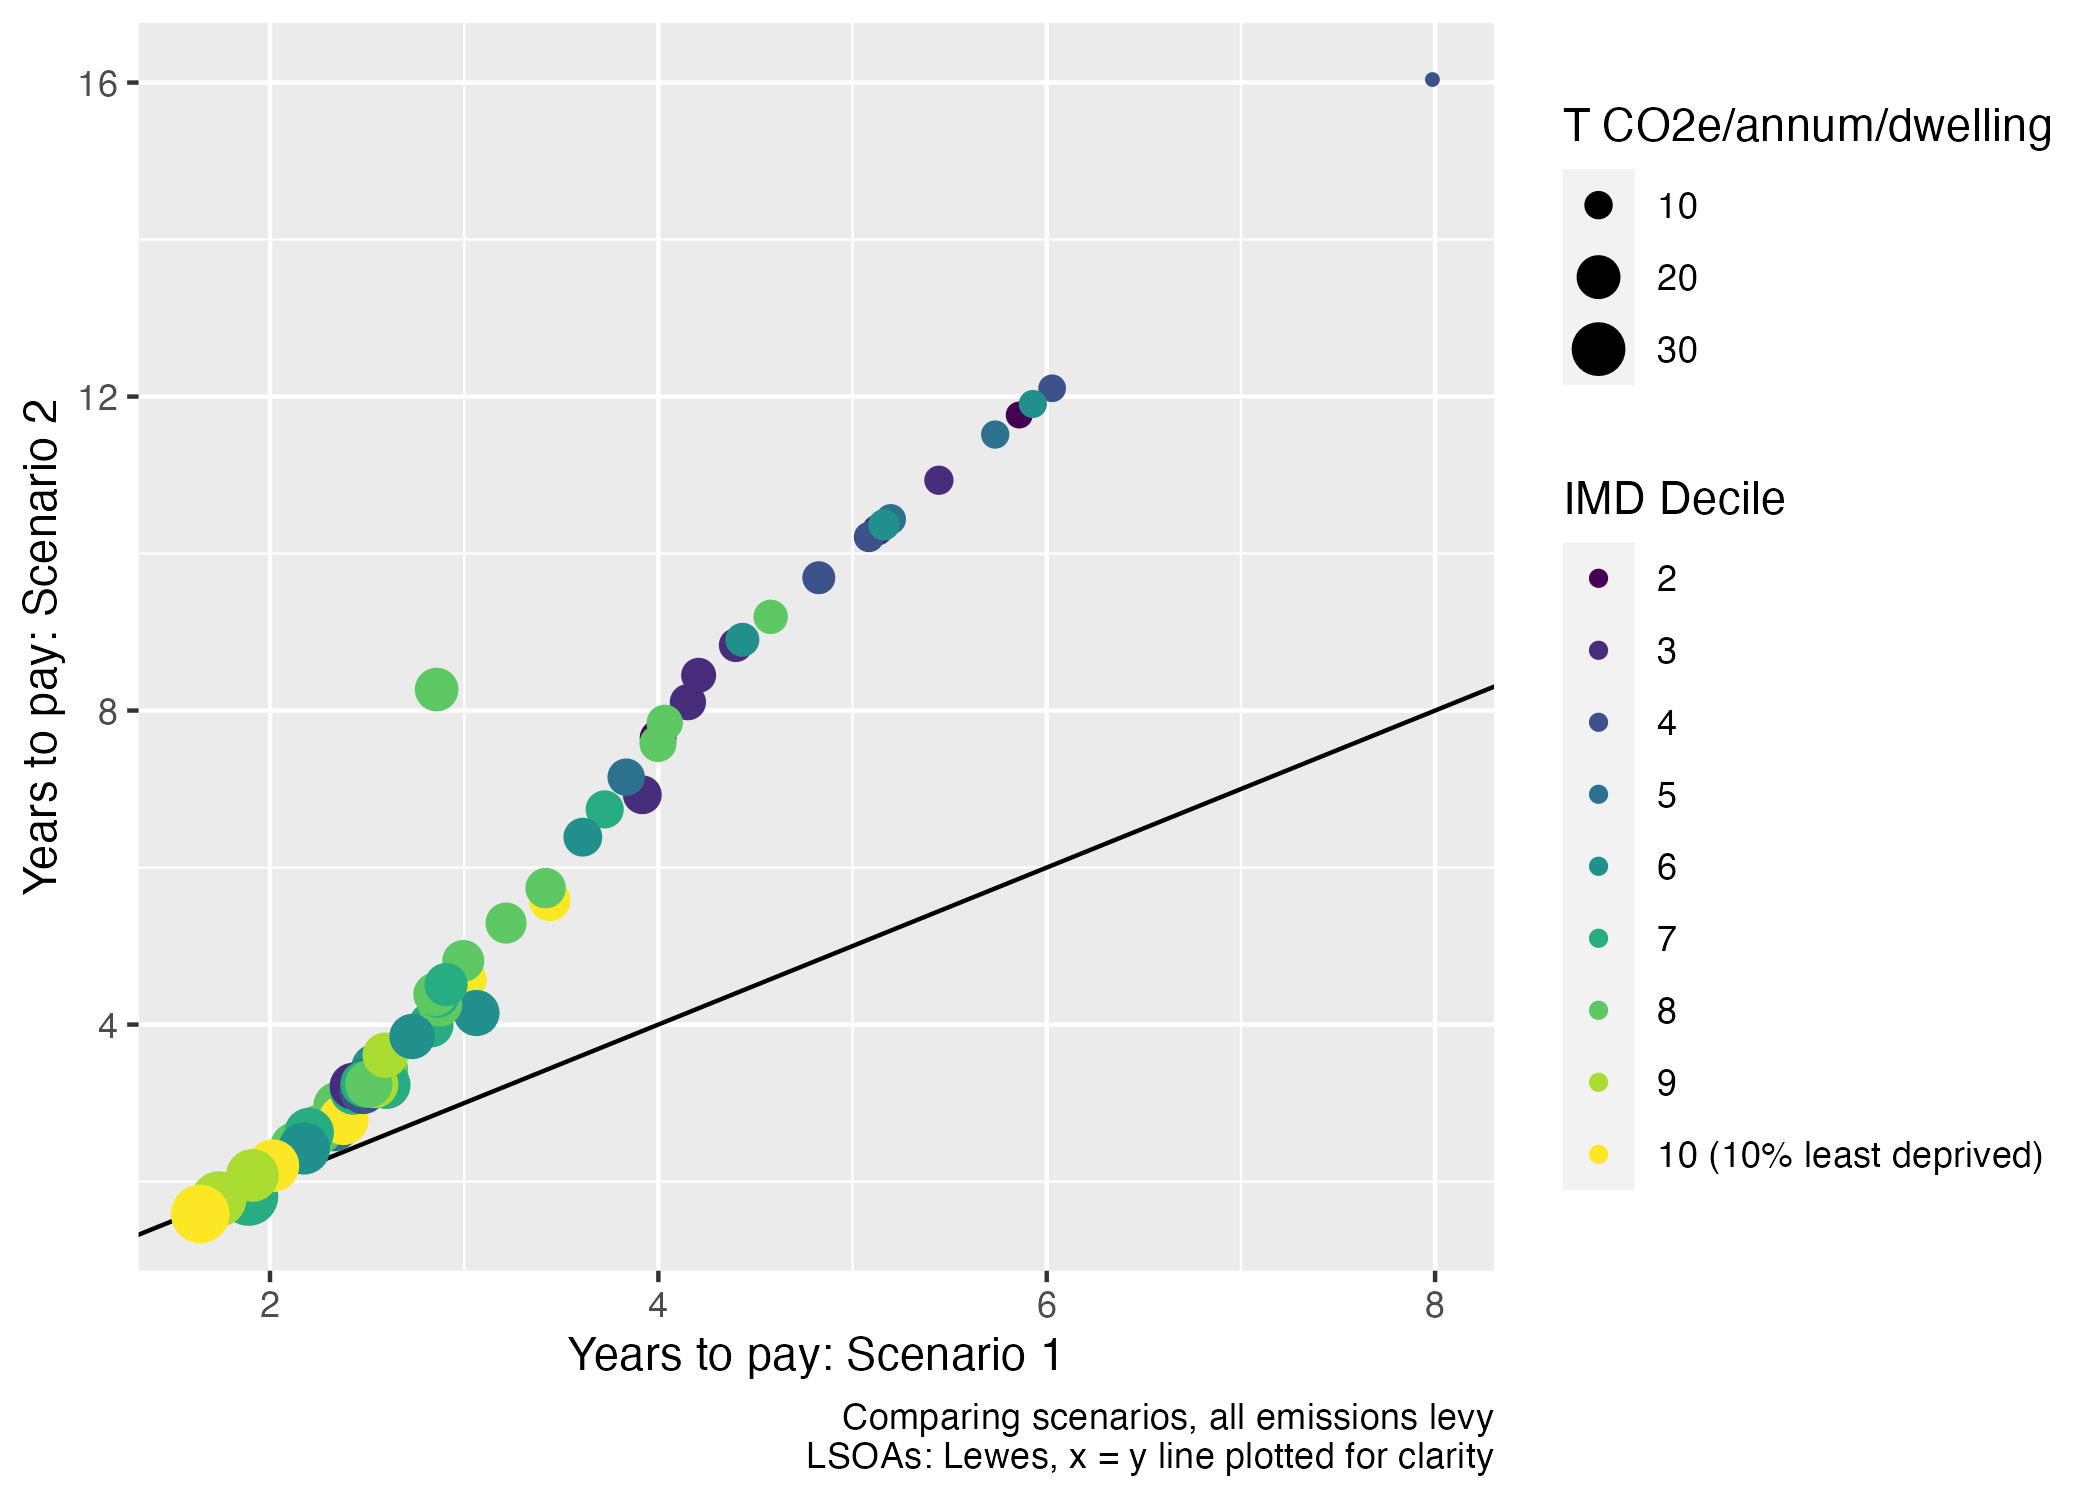 16
12
8
4
Years to pay: Scenario 2
2
4
6
8
Years to pay: Scenario 1
Comparing scenarios, all emissions levy
LSOAs: Lewes, x = y line plotted for clarity
T CO2e/annum/dwelling
10
20
30
IMD Decile
2
3
4
5
6
7
8
9
10 (10% least deprived)